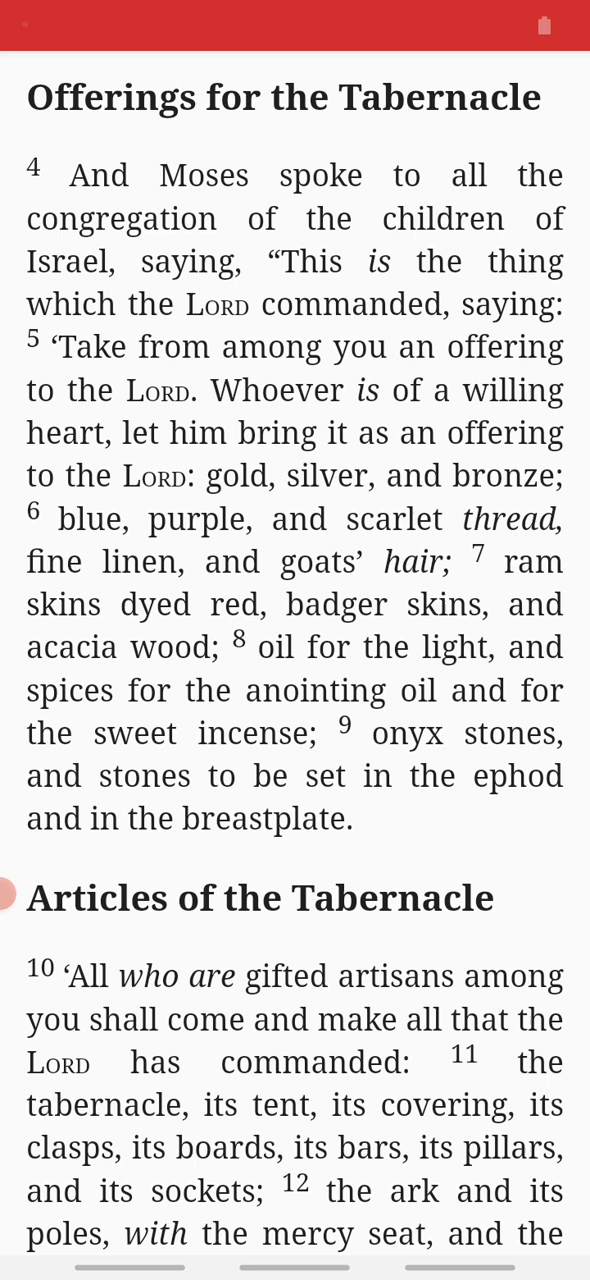 Offerings for the Tabernacle
4 And Moses spoke to all the
congregation of the children of
Israel, saying, “This is the thing
which the LORD commanded, saying:
5 ‘Take from among you an offering
to the LORD. Whoever is of a willing
heart, let him bring it as an offering
to the LORD: gold, silver, and bronze;
6 blue, purple, and scarlet thread,
fine linen, and goats’ hair; 7 ram
skins dyed red, badger skins, and
acacia wood; 8 oil for the light, and
spices for the anointing oil and for
the sweet incense; 9 onyx stones,
and stones to be set in the ephod
and in the breastplate.
Articles of the Tabernacle
10 ‘All who are gifted artisans among
you shall come and make all that the
LORD has commanded: 11 the
tabernacle, its tent, its covering, its
clasps, its boards, its bars, its pillars,
and its sockets; 12 the ark and its
poles, with the mercy seat, and the